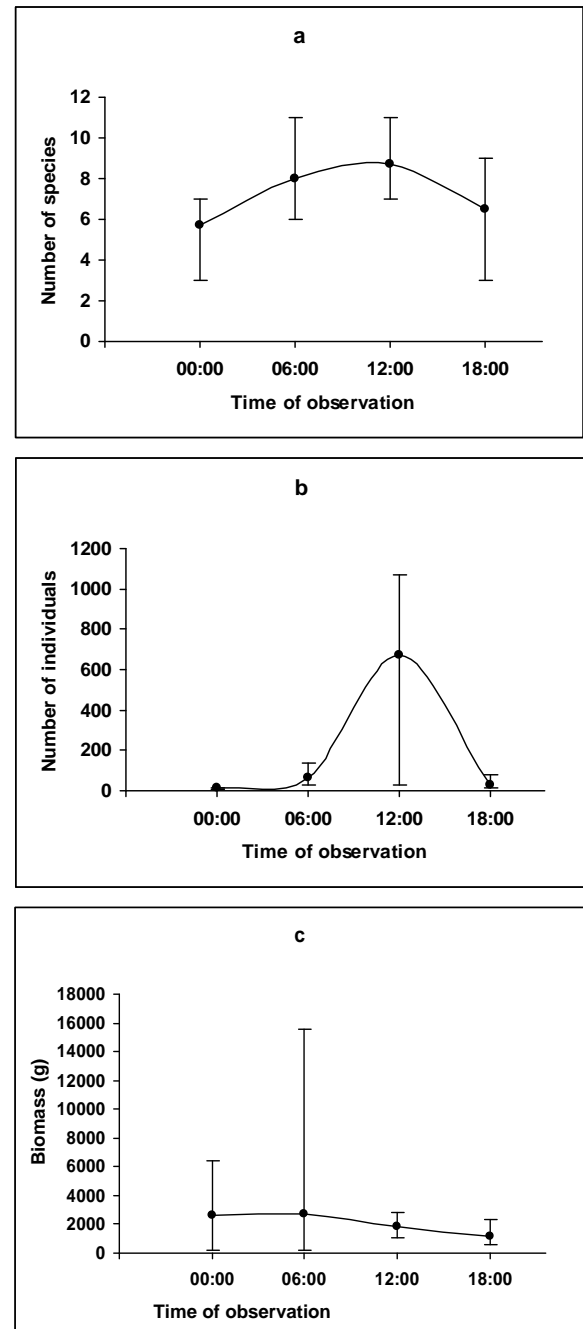 a
12
10
8
6
4
2
0
Number of species
00:00 06:00 12:00 18:00
Time of observation
b
1200
1000
800
600
400
200
0
Number of individuals
00:00 06:00 12:00 18:00
Time of observation
c
18000
16000
14000
12000
10000
8000
6000
4000
2000
0
Biomass (g)
00:00 06:00 12:00 18:00
Time of observation